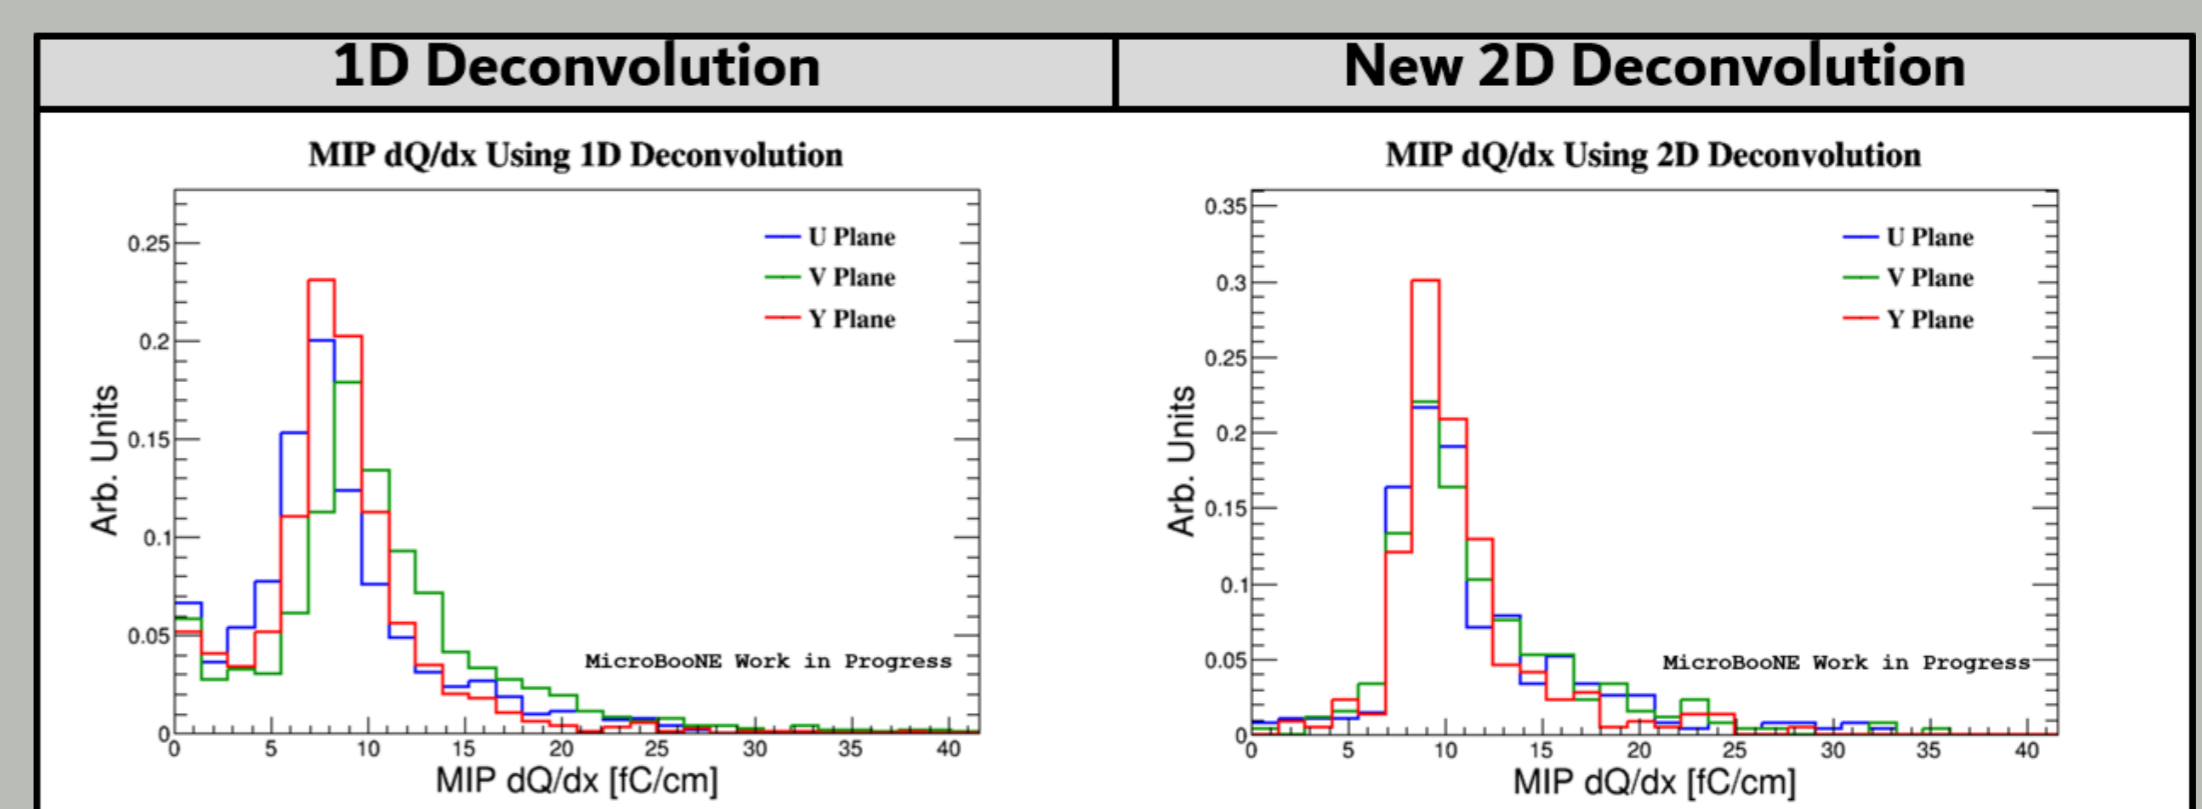 1D Deconvolution
New 2D Deconvolution
MIP dQ/dx Using 1D Deconvolution
0.25
0.2
0.15
0.1
0.05
0
Arb. Units
U Plane
V Plane
Y Plane
MicroBooNE Work in Progress
0 5 10 15 20 25 30 35 40
MIP dQ/dx [fC/cm]
MIP dQ/dx Using 2D Deconvolution
0.35
0.3
0.25
0.2
0.15
0.1
0.05
0
Arb. Units
U Plane
V Plane
Y Plane
MicroBooNE Work in Progress
0 5 10 15 20 25 30 35 40
MIP dQ/dx [fC/cm]